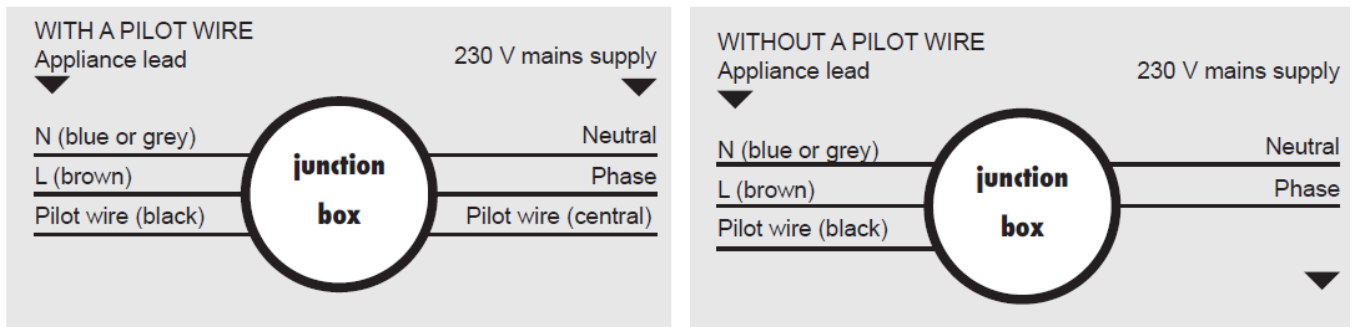 WITH A PILOT WIRE
Appliance lead
230 V mains supply
N (blue or grey)
Neutral
L (brown)
Phase
Pilot wire (black)
Pilot wire (central)
junction
box
WITHOUT A PILOT WIRE
Appliance lead
230 V mains supply
N (blue or grey)
Neutral
L (brown)
Phase
Pilot wire (black)
junction
box